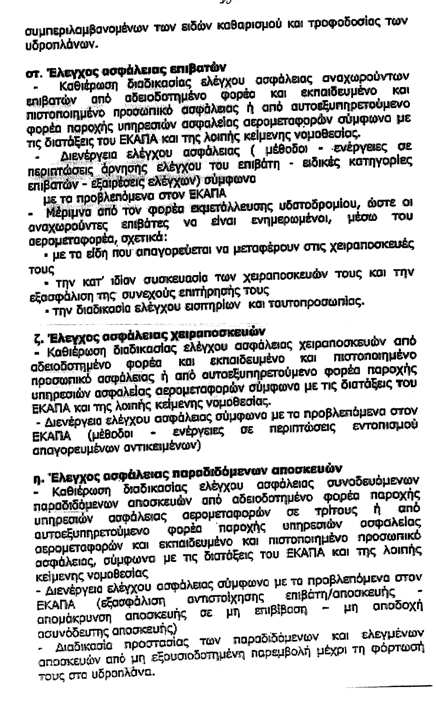 συμπεριλαμβανομένων των ειδών καθαρισμού και τροφοδοσίας των
υδροπλάνων.
στ. Έλεγχος ασφάλειας επιβατών
- Καθιέρωση διαδικασίας ελέγχου ασφάλειας αναχωρούντων
επιβατών από αδειοδοτημένο φορέα και εκπαιδευμένο και
πιστοποιημένο προσωπικό ασφάλειας ή από αυτοεξυπηρετούμενο
φορέα παροχής υπηρεσιών ασφαλείας αερομεταφορών σύμφωνα με
τις διατάξεις του ΕΚΑΠΑ και της λοιπής κείμενης νομοθεσίας.
- Διενέργεια ελέγχου ασφάλειας ( μέθοδοι - ενέργειες σε
περιπτώσεις άρνησης ελέγχου του επιβάτη - ειδικές κατηγορίες
επιβατών - εξαιρέσεις ελέγχων) σύμφωνα
με τα προβλεπόμενα στον ΕΚΑΠΑ
- Μέριμνα από τον φορέα εκμετάλλευσης υδατοδρομίου, ώστε οι
αναχωρούντες επιβάτες να είναι ενημερωμένοι, μέσω του
αερομεταφορέα, σχετικά:
• με τα είδη που απαγορεύεται να μεταφέρουν στις χειραποσκευές
τους
• την κατ' ιδίαν συσκευασία των χειραποσκευών τους και την
εξασφάλιση της συνεχούς επιτήρησής τους
• την διαδικασία ελέγχου εισιτηρίων και ταυτοπροσωπίας.
ζ. Έλεγχος ασφάλειας χειραποσκευών
- Καθιέρωση διαδικασίας ελέγχου ασφάλειας χειραποσκευών από
αδειοδοτημένο φορέα και εκπαιδευμένο και πιστοποιημένο
προσωπικό ασφάλειας ή από αυτοεξυπηρετούμενο φορέα παροχής
υπηρεσιών ασφαλείας αερομεταφορών σύμφωνα με τις διατάξεις του
ΕΚΑΠΑ και της λοιπής κείμενης νομοθεσίας.
- Διενέργεια ελέγχου ασφάλειας σύμφωνα με τα προβλεπόμενα στον
ΕΚΑΠΑ (μέθοδοι - ενέργειες σε περιπτώσεις εντοπισμού
απαγορευμένων αντικειμένων)
η. Έλεγχος ασφάλειας παραδιδόμενων αποσκευών
- Καθιέρωση διαδικασίας ελέγχου ασφάλειας συνοδευόμενων
παραδιδόμενων αποσκευών από αδειοδοτημένο φορέα παροχής
υπηρεσιών ασφάλειας αερομεταφορών σε τρίτους ή από
αυτοεξυπηρετούμενο φορέα παροχής υπηρεσιών ασφαλείας
αερομεταφορών και εκπαιδευμένο και πιστοποιημένο προσωπικό
ασφάλειας, σύμφωνα με τις διατάξεις του ΕΚΑΠΑ και της λοιπής
κείμενης νομοθεσίας
- Διενέργεια ελέγχου ασφάλειας σύμφωνα με τα προβλεπόμενα στον
ΕΚΑΠΑ (εξασφάλιση αντιστοίχησης επιβάτη/αποσκευής -
απομάκρυνση αποσκευής σε μη επιβίβαση – μη αποδοχή
ασυνόδευτης αποσκευής)
- Διαδικασία προστασίας των παραδιδόμενων και ελεγμένων
αποσκευών από μη εξουσιοδοτημένη παρεμβολή μέχρι τη φόρτωσή
τους στα υδροπλάνα.